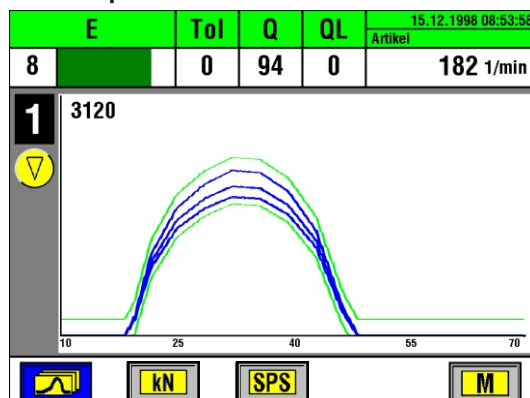 E Tol Q QL 15.12.1998 08:53:58
Artikel
8 0 94 0 182 1/min
1 3120
10 25 40 55 70
kN SPS M